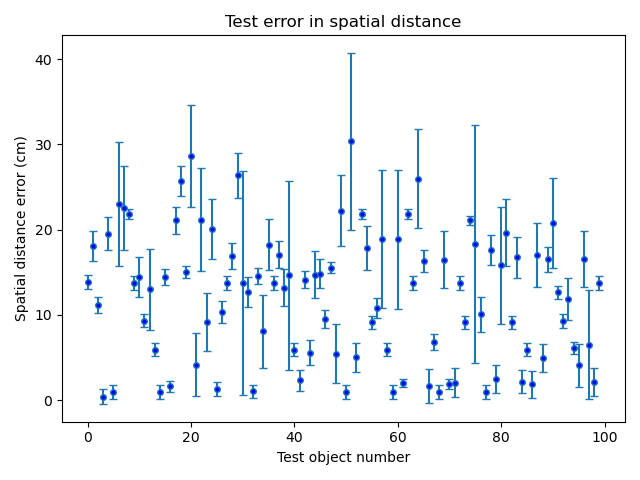 Test error in spatial distance
Spatial distance error (cm)
40
30
20
10
0
0 20 40 60 80 100
Test object number